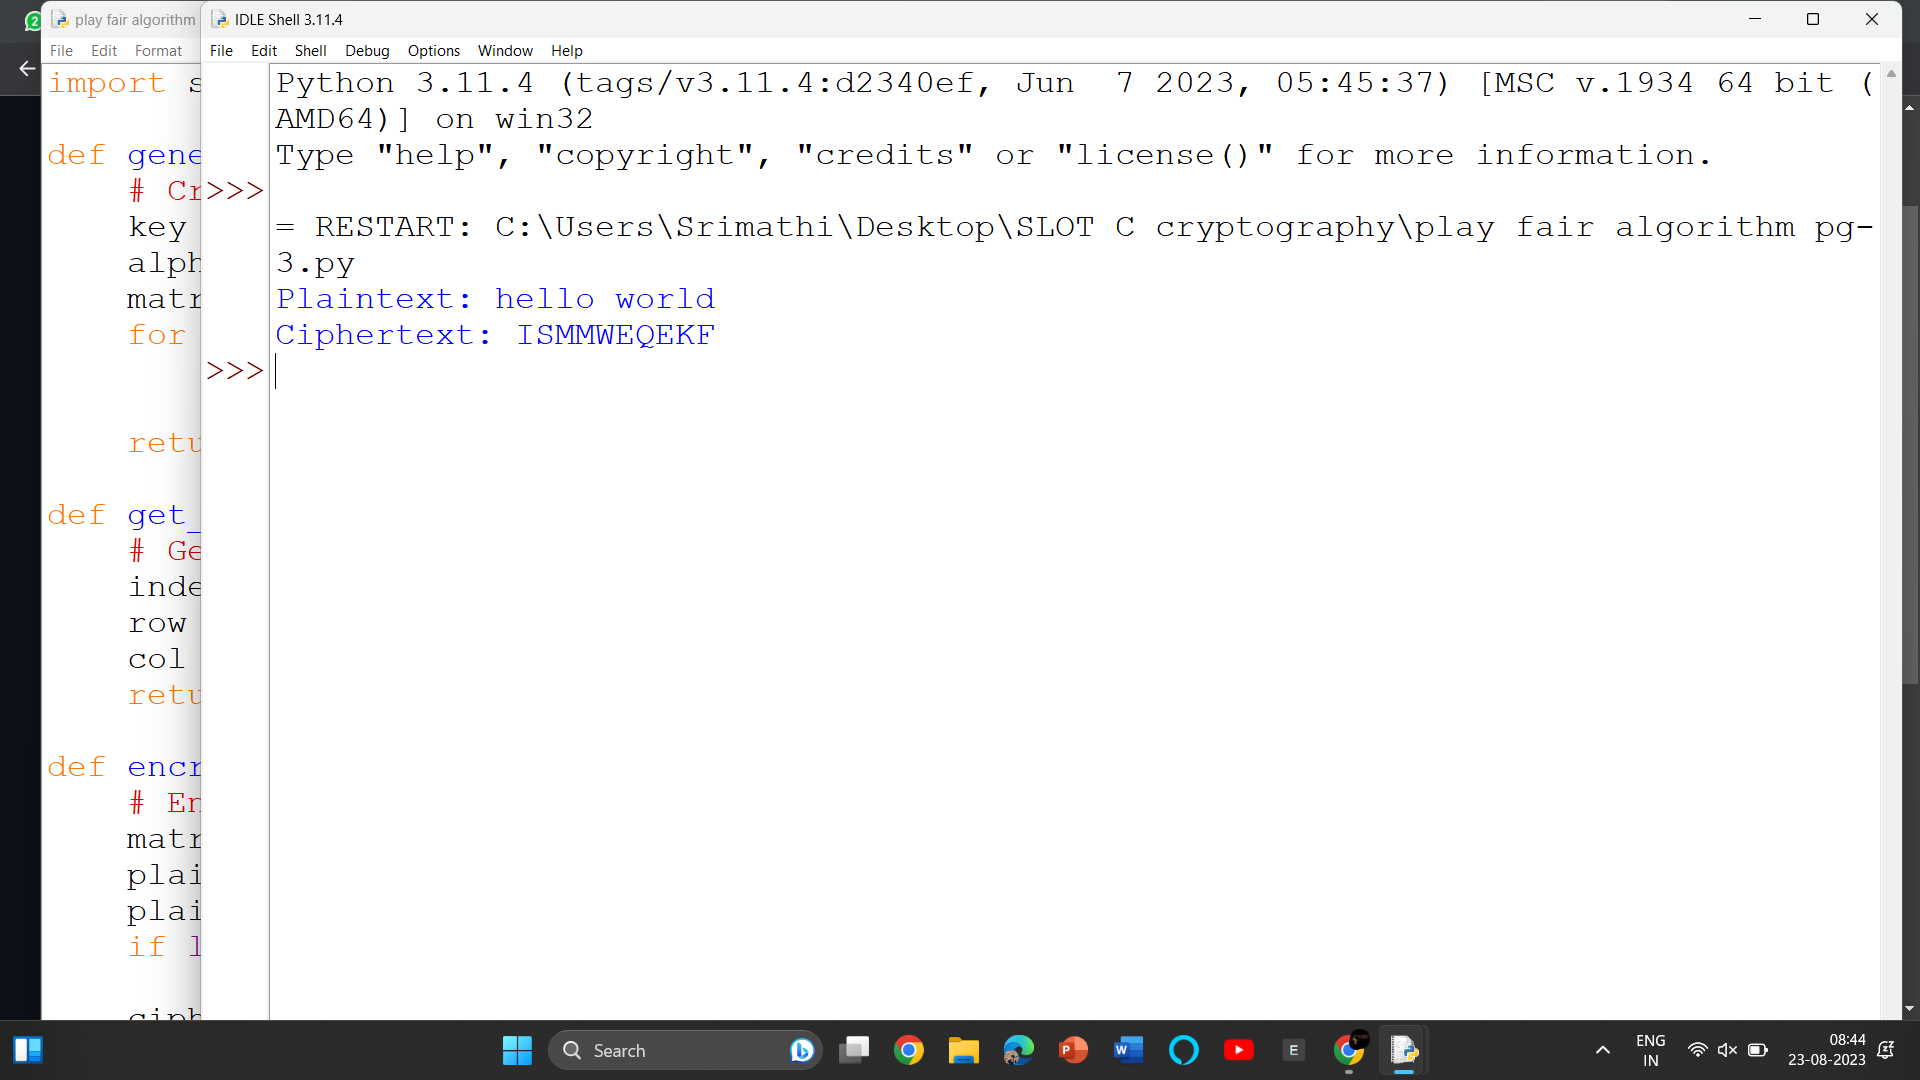 play fair algorithm
IDLE Shell 3.11.4
File Edit Format
File Edit Shell Debug Options Window Help
import s
def gene
# Cr
key
alph
matr
for
retu
def get_
# Ge
inde
row
col
retu
def encr
# En
matr
plai
plai
if l
ciph
Python 3.11.4 (tags/v3.11.4:d2340ef, Jun  7 2023, 05:45:37) [MSC v.1934 64 bit (
AMD64)] on win32
Type "help", "copyright", "credits" or "license()" for more information.
>>>
= RESTART: C:\Users\Srimathi\Desktop\SLOT C cryptography\play fair algorithm pg-
3.py
Plaintext: hello world
Ciphertext: ISMMWEQEKF
>>>
2
Search
P
W
E
ENG
IN
08:44
23-08-2023